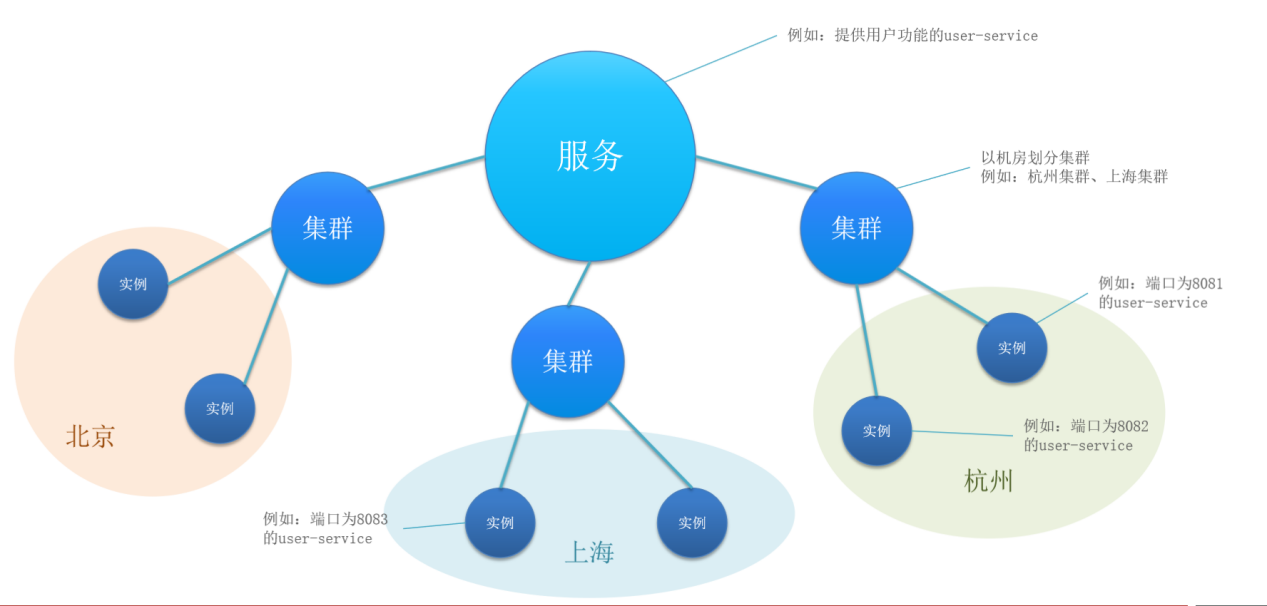 例如：提供用户功能的user-service
服务
以机房划分集群
例如：杭州集群、上海集群
集群
集群
实例
例如：端口为8081
的user-service
实例
集群
实例
北京
实例
例如：端口为8082
的user-service
杭州
例如：端口为8083
的user-service
实例
实例
上海